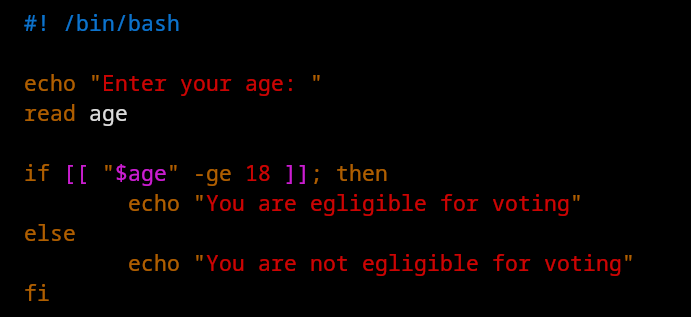 #! /bin/bash
echo "Enter your age: "
read age
if [[ "$age" -ge 18 ]]; then
echo "You are egligible for voting"
else
echo "You are not egligible for voting"
fi